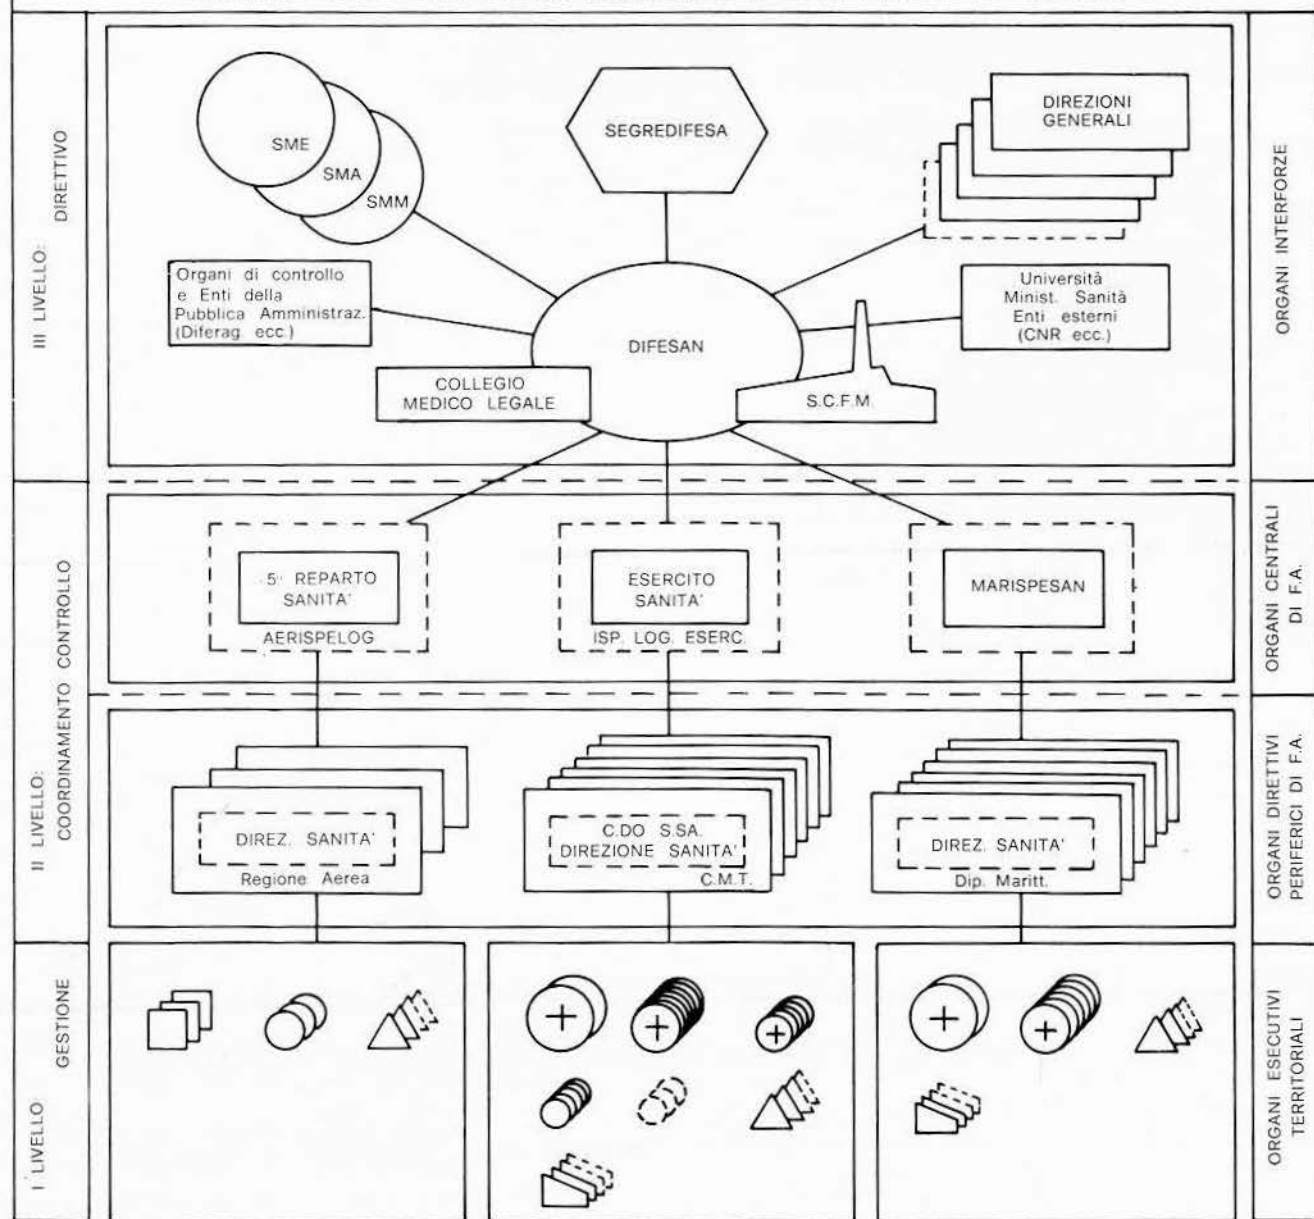 III LIVELLO:
DIRETTIVO
SME
SMA
SMM
SEGREDIFESA
DIREZIONI
GENERALI
Organi di controllo
e Enti della
Pubblica Amministraz.
(Diferag. ecc.)
Università
Minist. Sanità
Enti esterni
(CNR ecc.)
DIFESAN
COLLEGIO
MEDICO LEGALE
S.C.F.M.
ORGANI INTERFORZE
II LIVELLO:
COORDINAMENTO CONTROLLO
5° REPARTO
SANITA'
AERISPELOG
ESERCITO
SANITA'
ISP. LOG. ESERC.
MARISPESAN
ORGANI CENTRALI
DI F.A.
DIREZ. SANITA'
Regione Aerea
C.DO S.SA.
DIREZIONE SANITA'
C.M.T.
DIREZ. SANITA'
Dip. Maritt.
ORGANI DIRETTIVI
PERIFERICI DI F.A.
I LIVELLO
GESTIONE
ORGANI ESECUTIVI
TERRITORIALI